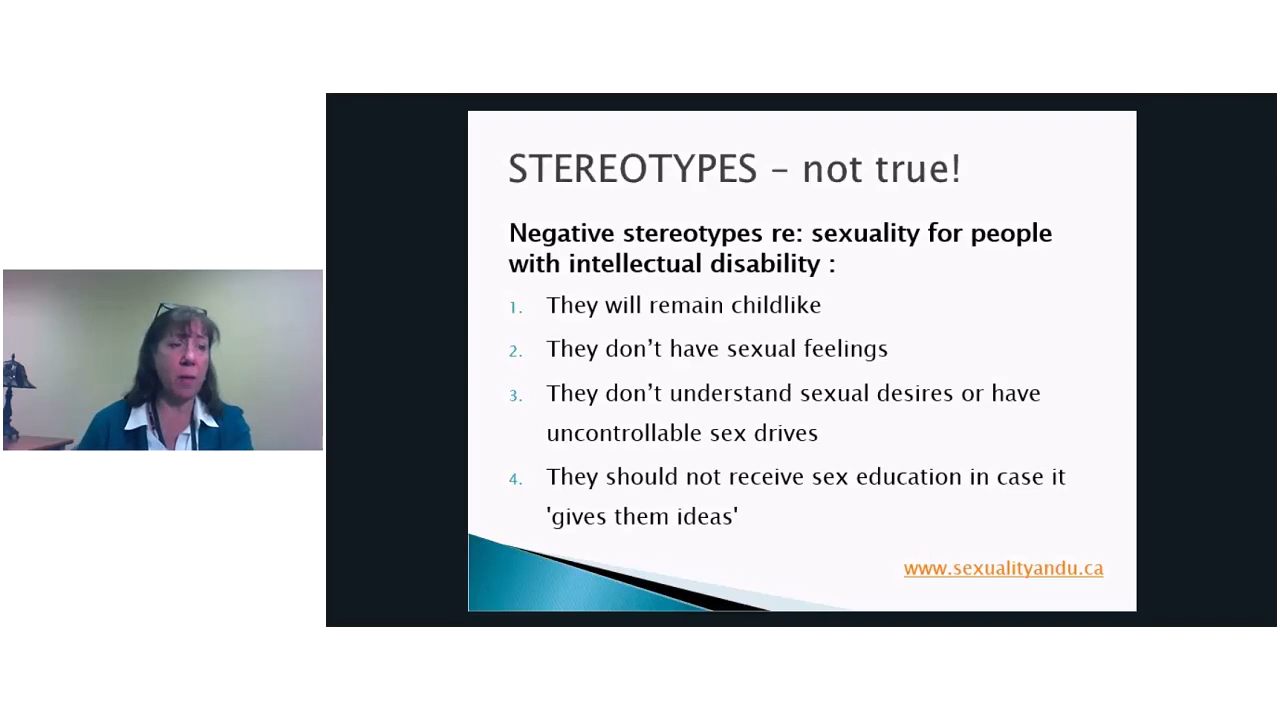 STEREOTYPES – not true!
Negative stereotypes re: sexuality for people
with intellectual disability :
1. They will remain childlike
2. They don’t have sexual feelings
3. They don’t understand sexual desires or have
uncontrollable sex drives
4. They should not receive sex education in case it
'gives them ideas'
www.sexualityandu.ca